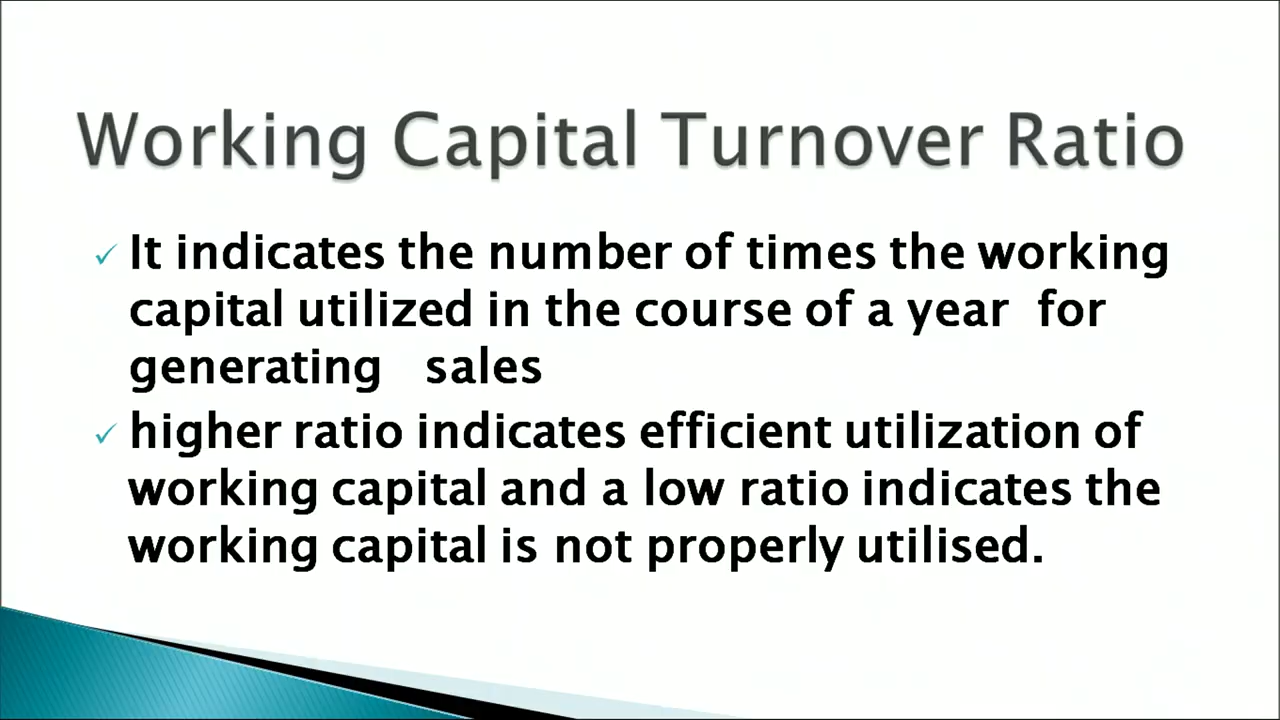 Working Capital Turnover Ratio
It indicates the number of times the working
capital utilized in the course of a year for
generating sales
higher ratio indicates efficient utilization of
working capital and a low ratio indicates the
working capital is not properly utilised.